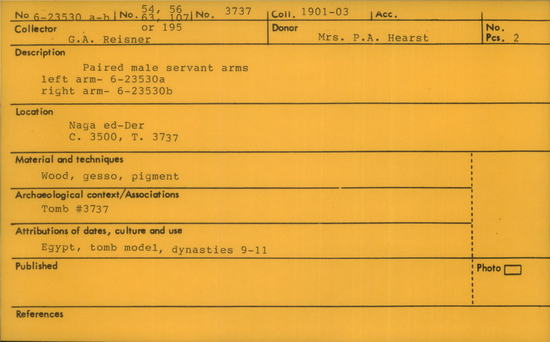 No 6-23530 a-b No. 54, 56 63, 107 or 195 No. 3737 Coll. 1901-03 Acc.
Collector G.A. Reisner Donor Mrs. P.A. Hearst No. Pcs. 2
Description
Paired male servant arms
left arm- 6-23530a
right arm- 6-23530b
Location
Naga ed-Der
C. 3500, T. 3737
Material and techniques
Wood, gesso, pigment
Archaeological context/Associations
Tomb #3737
Attributions of dates, culture and use
Egypt, tomb model, dynasties 9-11
Published
Photo
References